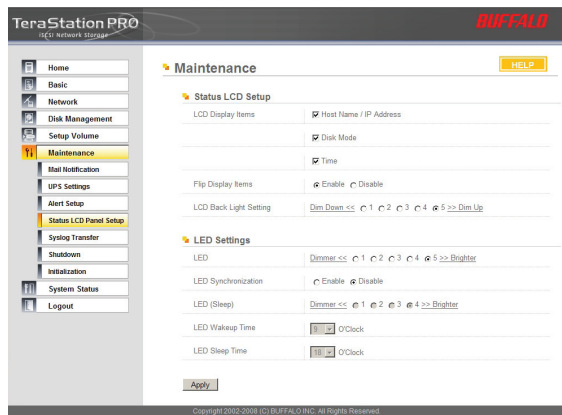 TeraStation PRO
iSCSI Network Storage
BUFFALO
Home
Basic
Network
Disk Management
Setup Volume
Maintenance
Mail Notification
UPS Settings
Alert Setup
Status LCD Panel Setup
Syslog Transfer
Shutdown
Initialization
System Status
Logout
Maintenance
HELP
Status LCD Setup
LCD Display Items
Host Name / IP Address
Disk Mode
Time
Flip Display Items
Enable Disable
LCD Back Light Setting
Dim Down << 1 2 3 4 5 >> Dim Up
LED Settings
LED
Dimmer << 1 2 3 4 5 >> Brighter
LED Synchronization
Enable Disable
LED (Sleep)
Dimmer << 1 2 3 4 >> Brighter
LED Wakeup Time
9 O'Clock
LED Sleep Time
18 O'Clock
Apply
Copyright 2002-2008 (C) BUFFALO INC. All Rights Reserved.